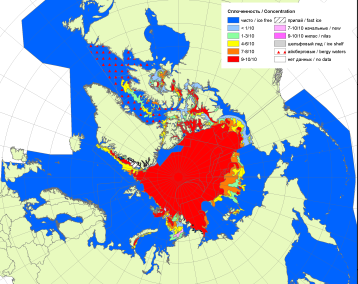 Сплоченность / Concentration
чисто / ice free
< 1/10
1-3/10
4-6/10
7-8/10
9-10/10
припай / fast ice
7-10/10 начальные / new
9-10/10 нилас / nilas
шельфовый лед / ice shelf
айсберговые / bergy waters
нет данных / no data